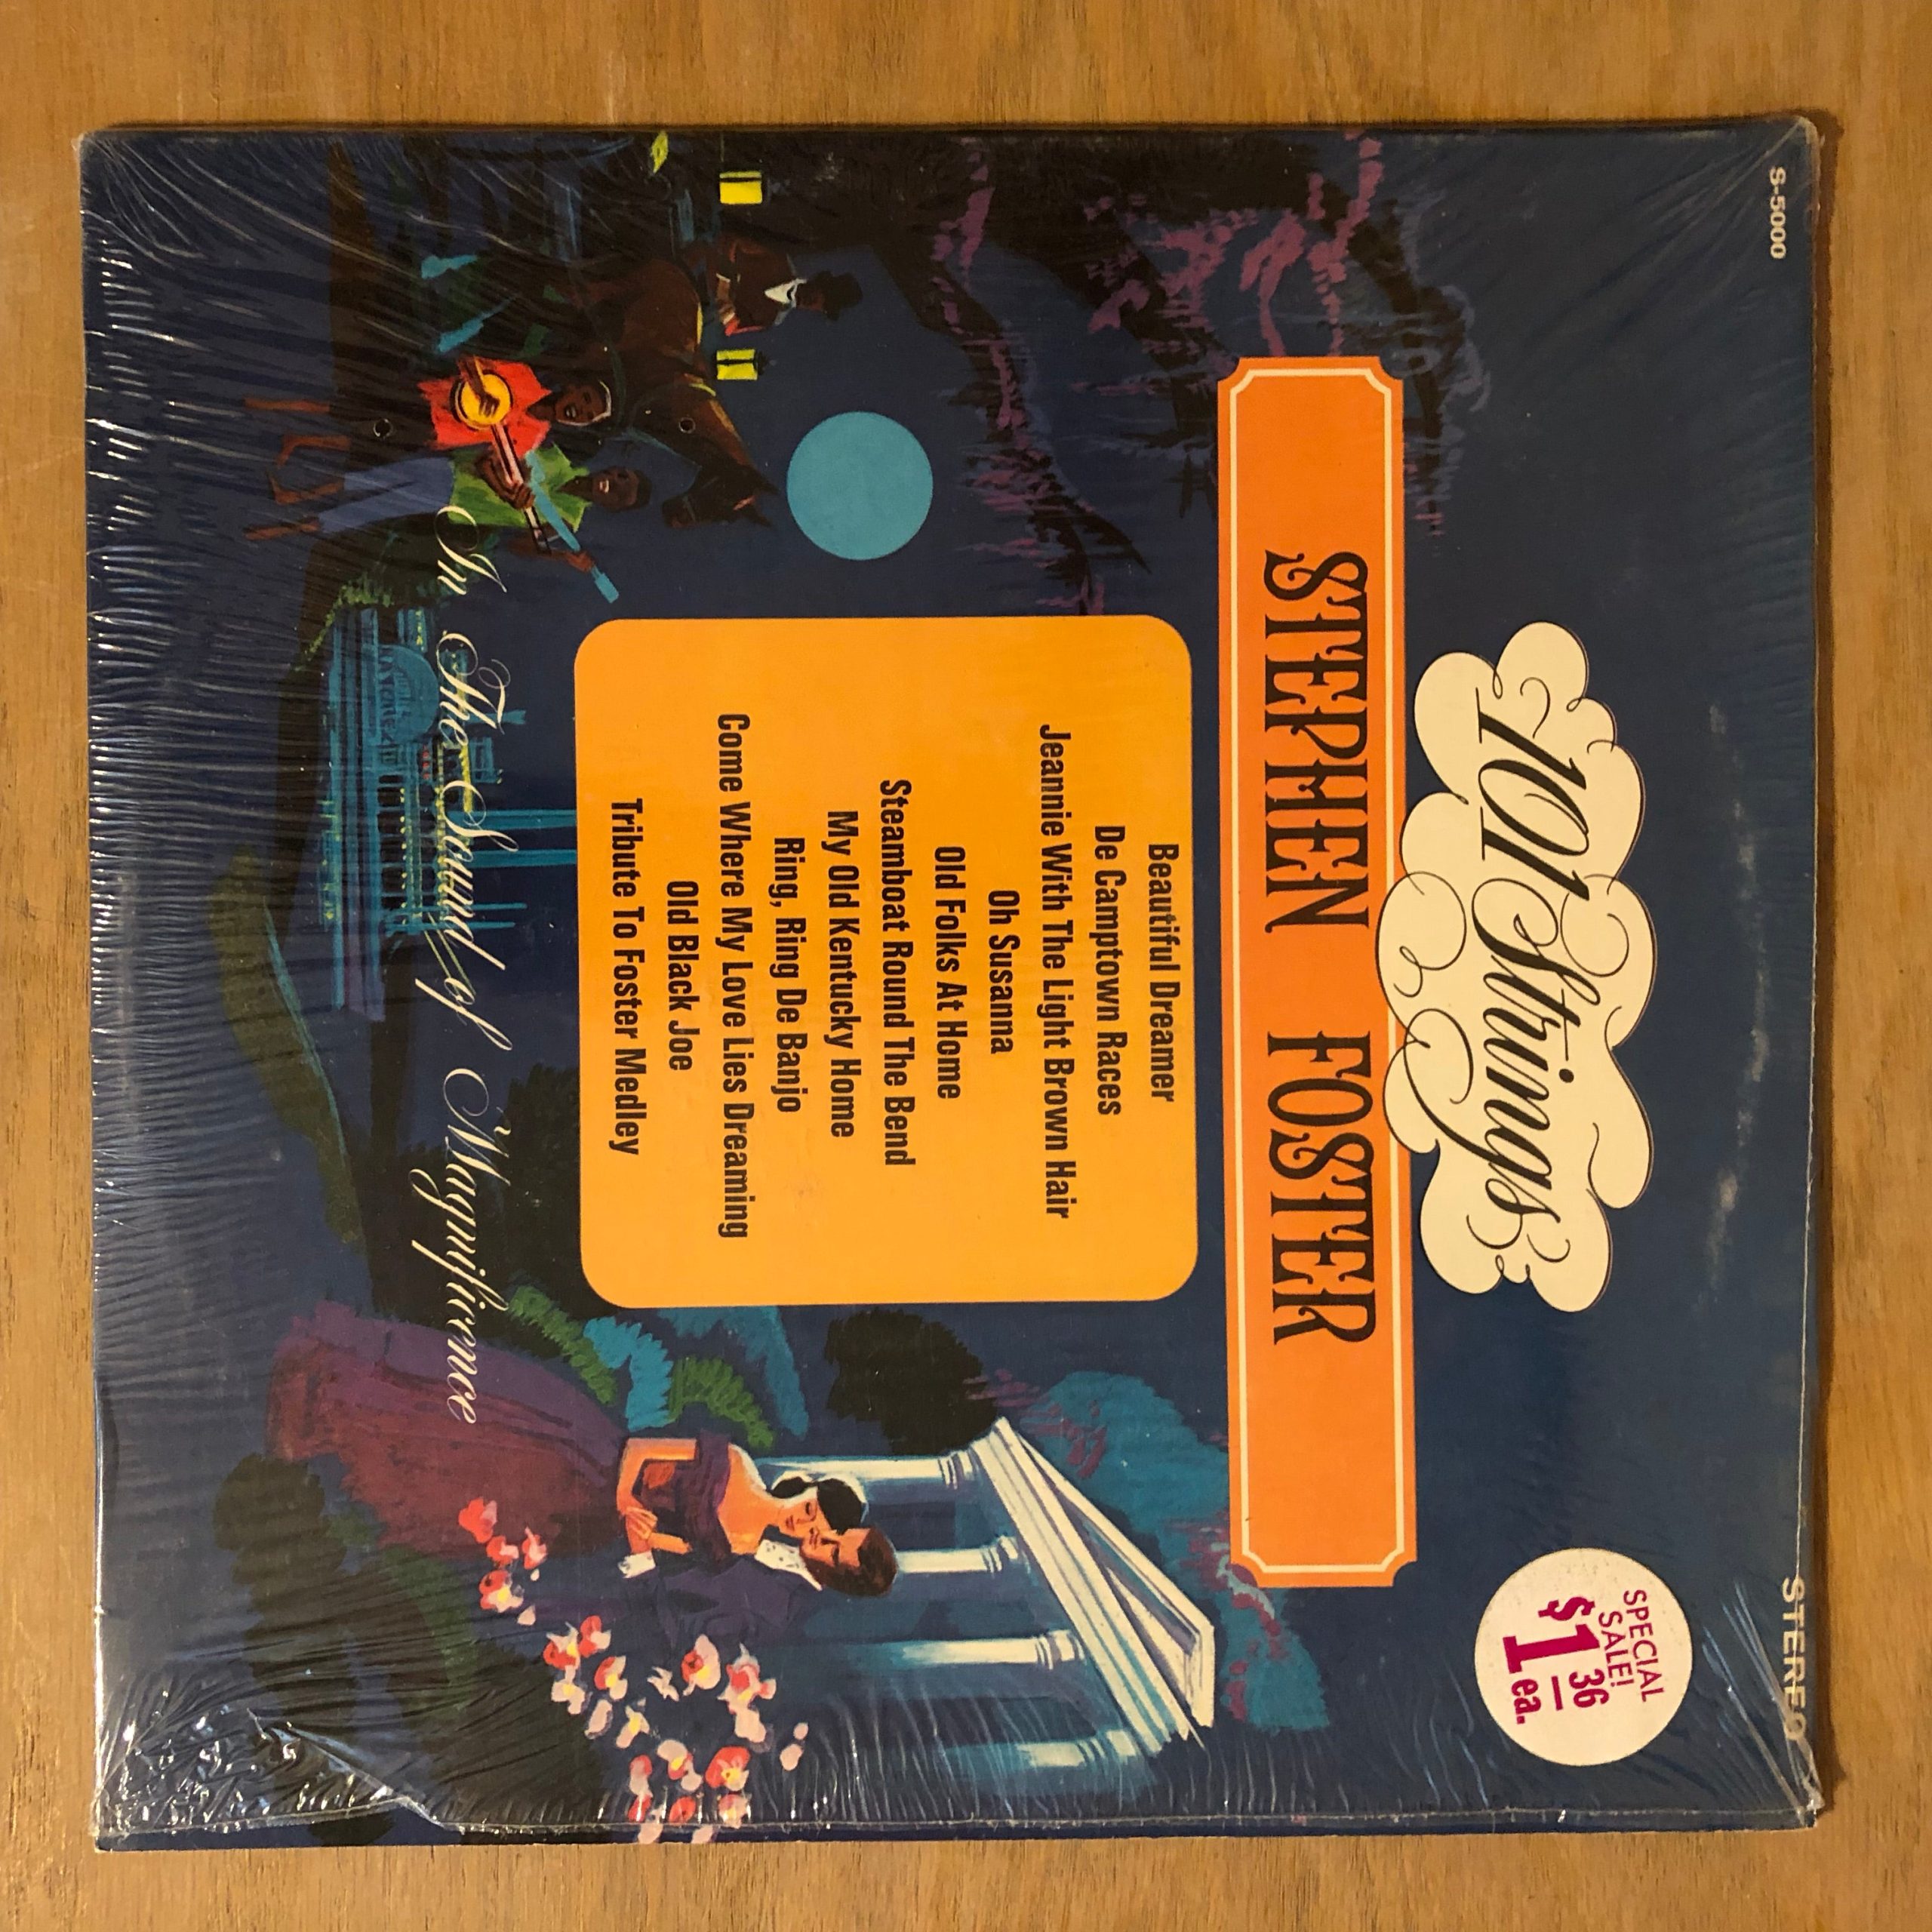 S-5000
STEREO
101 Strings
STEPHEN FOSTER
SPECIAL
SALE!
$1 36 ea.
Beautiful Dreamer
De Camptown Races
Jeannie With The Light Brown Hair
Oh Susanna
Old Folks At Home
Steamboat Round The Bend
My Old Kentucky Home
Ring, Ring De Banjo
Come Where My Love Lies Dreaming
Old Black Joe
Tribute To Foster Medley
In The Sound of Magnificence